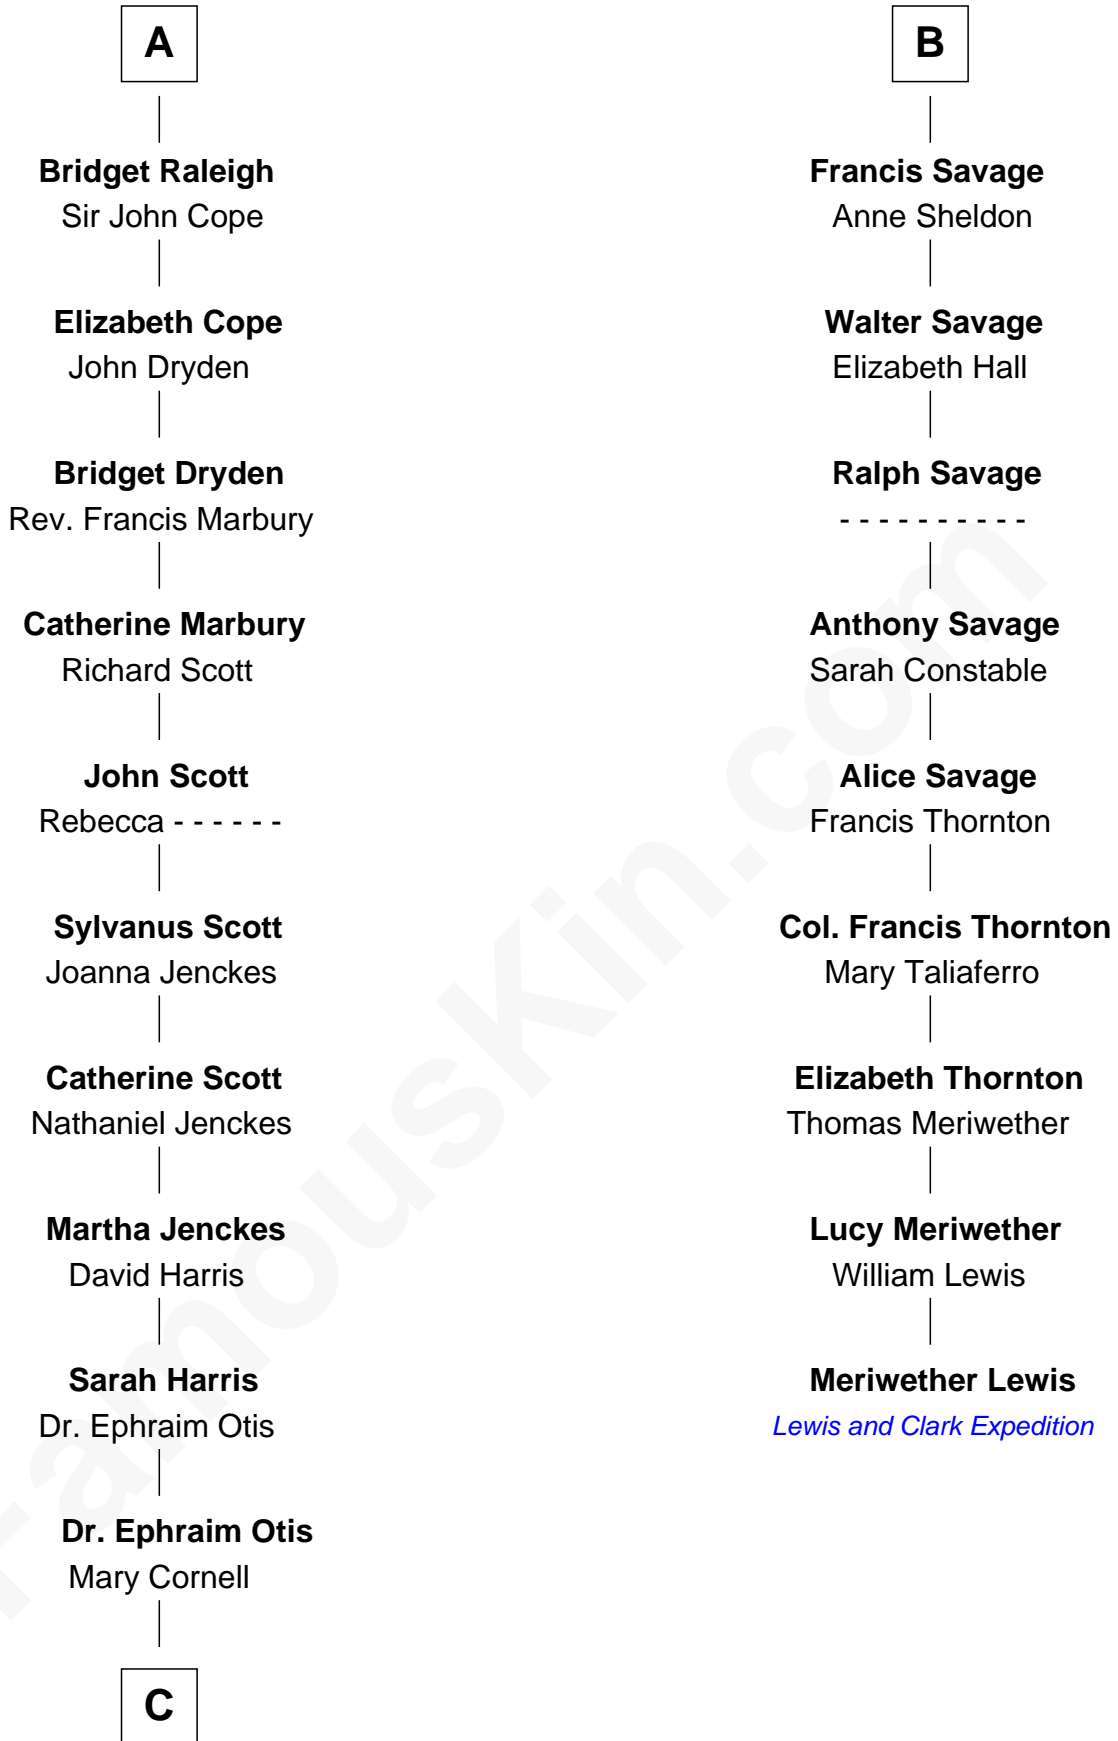 A
Bridget Raleigh
Sir John Cope
Elizabeth Cope
John Dryden
Bridget Dryden
Rev. Francis Marbury
Catherine Marbury
Richard Scott
John Scott
Rebecca - - - - - -
Sylvanus Scott
Joanna Jenckes
Catherine Scott
Nathaniel Jenckes
Martha Jenckes
David Harris
Sarah Harris
Dr. Ephraim Otis
Dr. Ephraim Otis
Mary Cornell
C
B
Francis Savage
Anne Sheldon
Walter Savage
Elizabeth Hall
Ralph Savage
- - - - - - - - - -
Anthony Savage
Sarah Constable
Alice Savage
Francis Thornton
Col. Francis Thornton
Mary Taliaferro
Elizabeth Thornton
Thomas Meriwether
Lucy Meriwether
William Lewis
Meriwether Lewis
Lewis and Clark Expedition
FamousKin.com